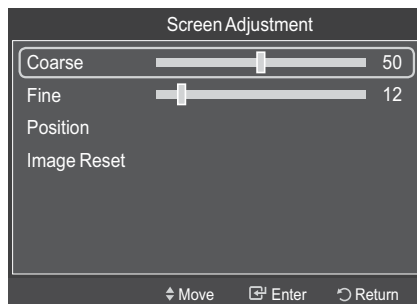 Screen Adjustment
Coarse 50
Fine 12
Position
Image Reset
Move Enter Return